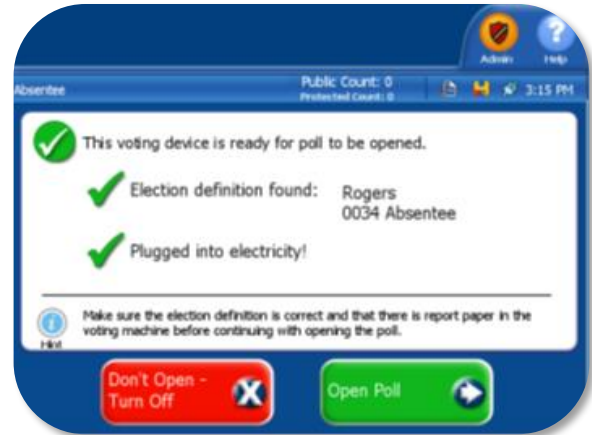 Admin Help
Absentee Public Count: 0 3:15 PM
Protected Count: 0
This voting device is ready for poll to be opened.
Election definition found: Rogers
0034 Absentee
Plugged into electricity!
Make sure the election definition is correct and that there is report paper in the
voting machine before continuing with opening the poll.
Hint
Don't Open -
Turn Off
Open Poll